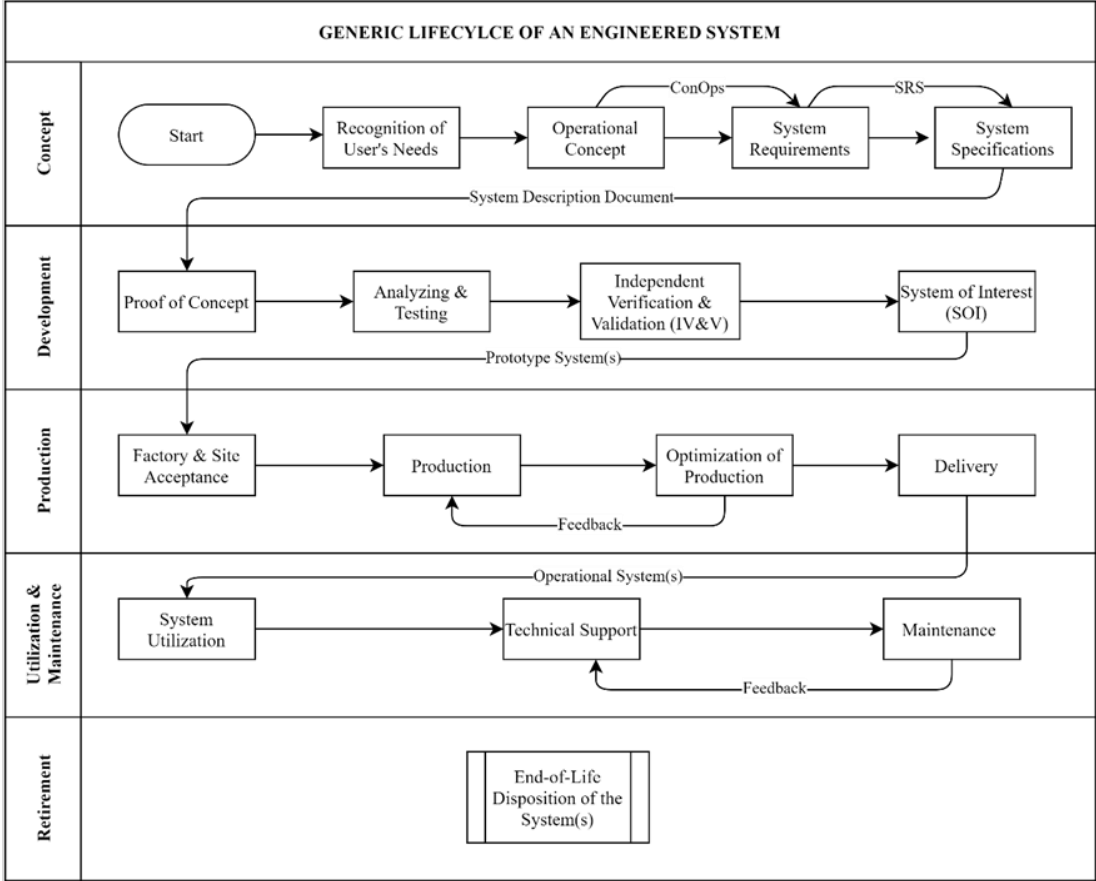 GENERIC LIFECYLCE OF AN ENGINEERED SYSTEM
Concept
Start
Recognition of
User's Needs
Operational
Concept
ConOps
System
Requirements
SRS
System
Specifications
System Description Document
Development
Proof of Concept
Analyzing &
Testing
Independent
Verification &
Validation (IV&V)
System of Interest
(SOI)
Prototype System(s)
Production
Factory & Site
Acceptance
Production
Optimization of
Production
Delivery
Feedback
Operational System(s)
Utilization &
Maintenance
System
Utilization
Technical Support
Maintenance
Feedback
Retirement
End-of-Life
Disposition of the
System(s)